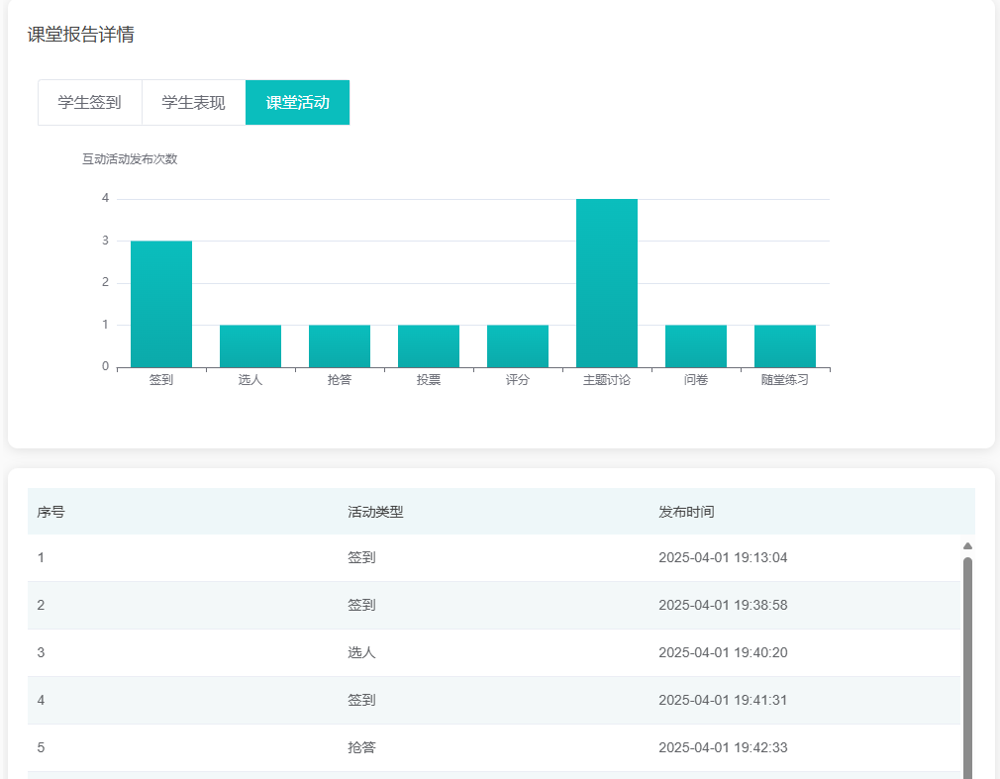 课堂报告详情
学生签到 学生表现 课堂活动
互动活动发布次数
4
3
2
1
0
签到 选人 抢答 投票 评分 主题讨论 问卷 随堂练习
序号 活动类型 发布时间
1 签到 2025-04-01 19:13:04
2 签到 2025-04-01 19:38:58
3 选人 2025-04-01 19:40:20
4 签到 2025-04-01 19:41:31
5 抢答 2025-04-01 19:42:33